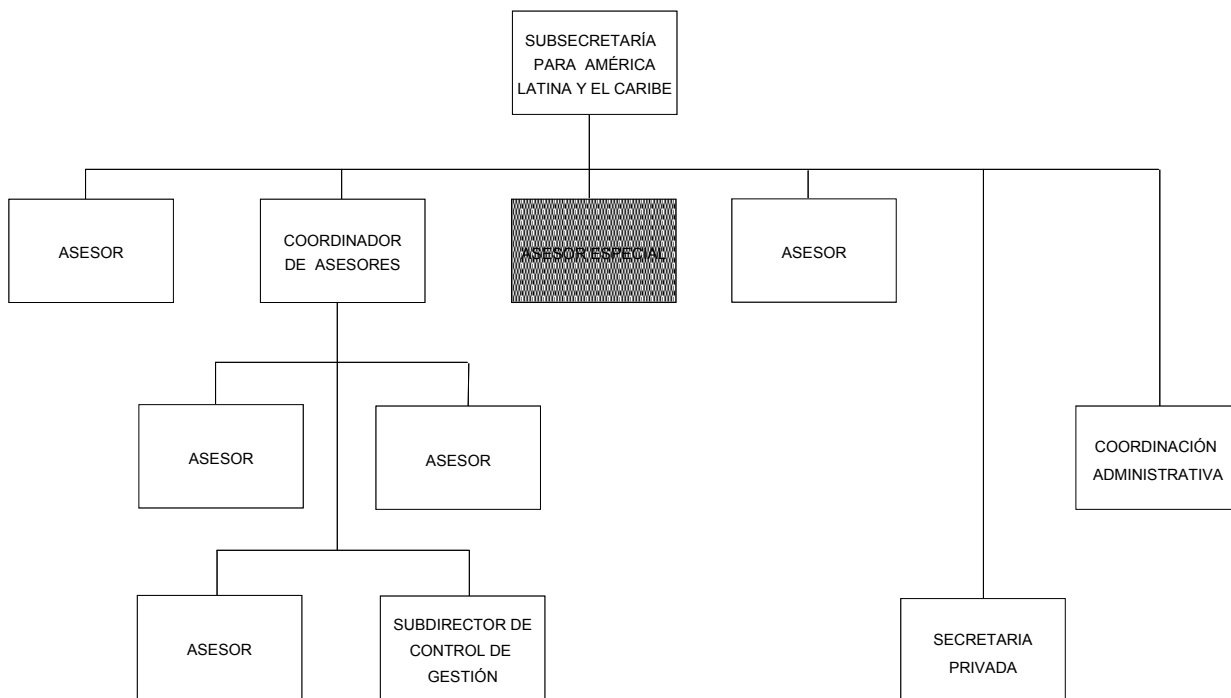 SUBSECRETARÍA
PARA AMÉRICA
LATINA Y EL CARIBE
ASESOR
COORDINADOR
DE ASESORES
ASESOR ESPECIAL
ASESOR
ASESOR
ASESOR
COORDINACIÓN
ADMINISTRATIVA
ASESOR
SUBDIRECTOR DE
CONTROL DE
GESTIÓN
SECRETARIA
PRIVADA